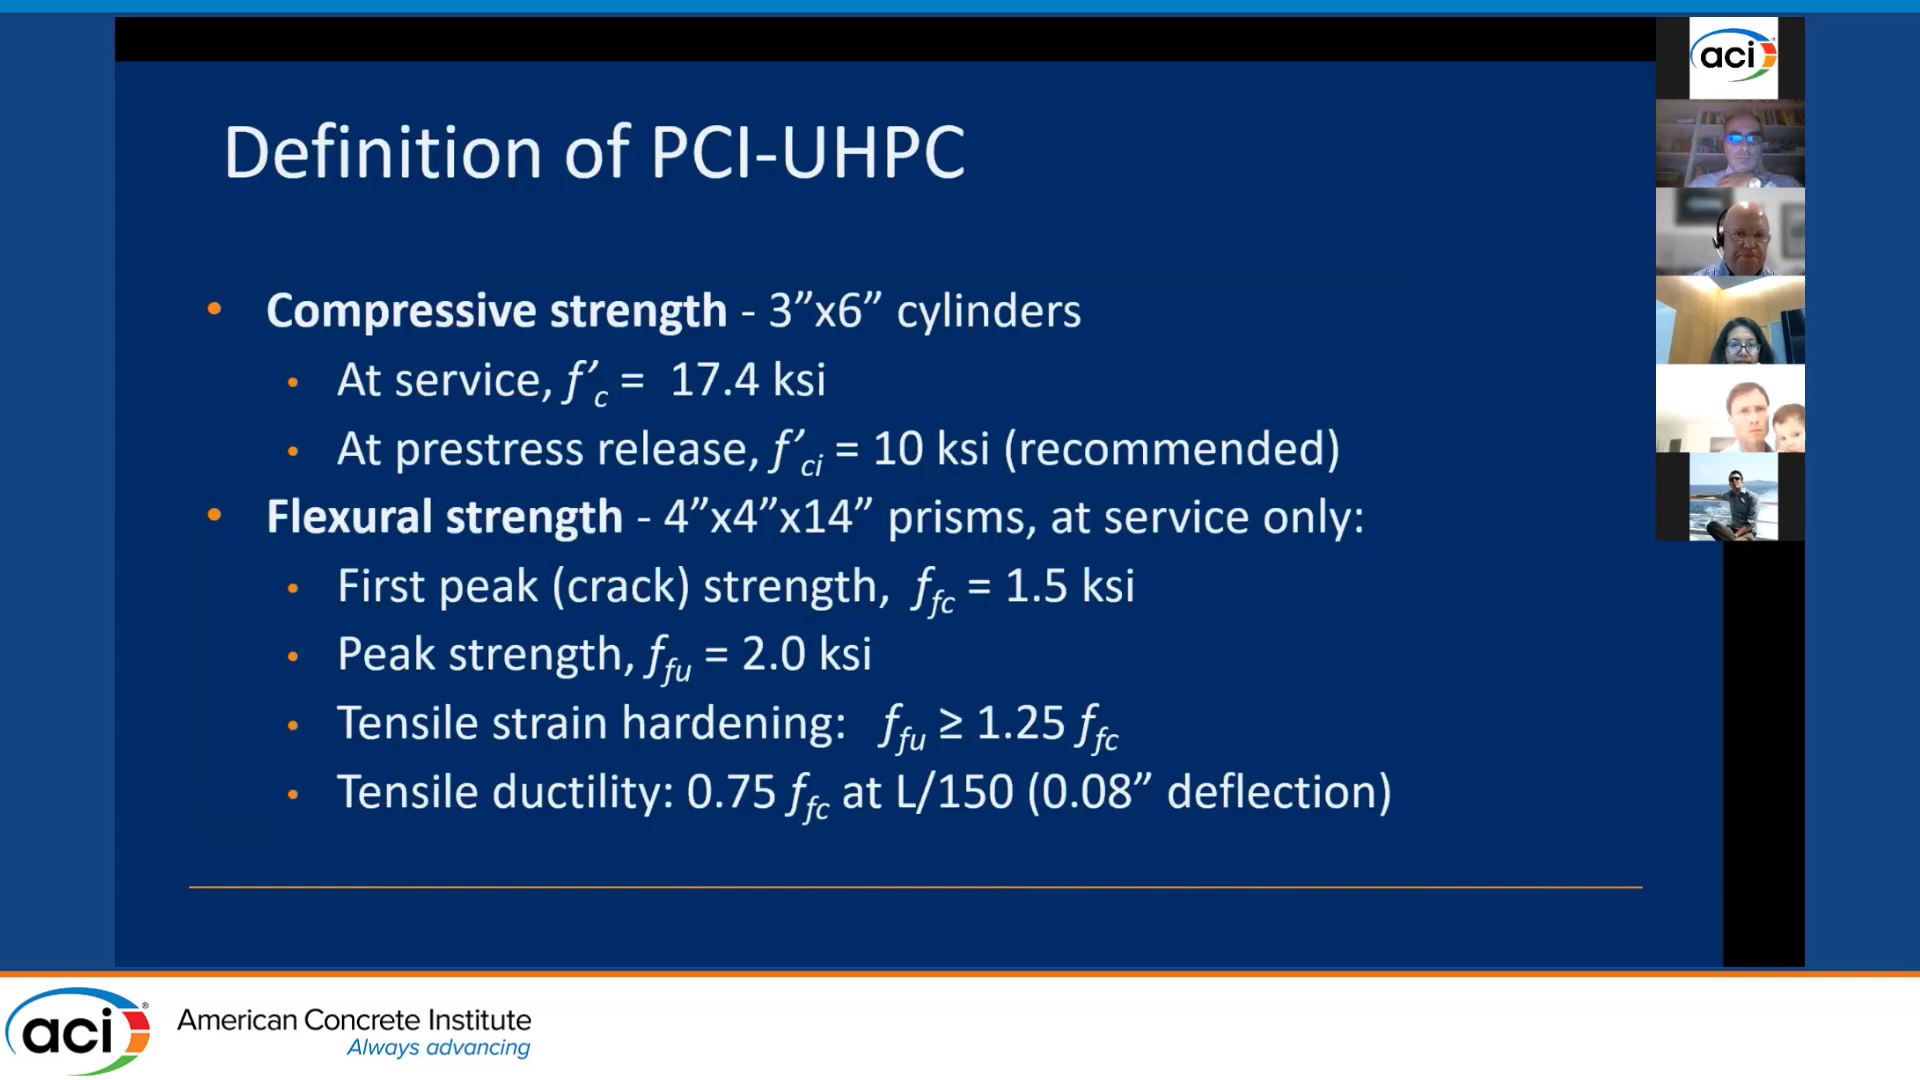 aci
Definition of PCI-UHPC
• Compressive strength - 3”x6” cylinders
• At service, f’c = 17.4 ksi
• At prestress release, f’ci = 10 ksi (recommended)
• Flexural strength - 4”x4”x14” prisms, at service only:
• First peak (crack) strength, ffc = 1.5 ksi
• Peak strength, ffu = 2.0 ksi
• Tensile strain hardening: ffu ≥ 1.25 ffc
• Tensile ductility: 0.75 ffc at L/150 (0.08” deflection)
aci®
American Concrete Institute
Always advancing